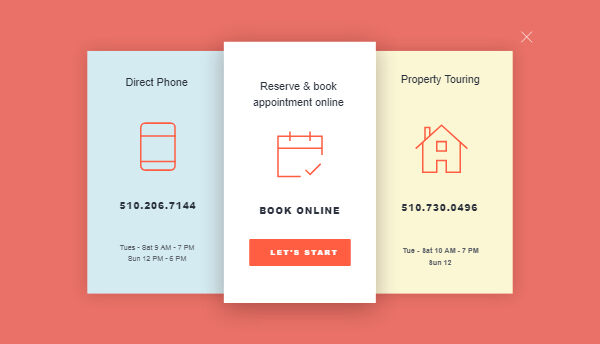 Direct Phone
510.206.7144
Tues - Sat 9 AM - 7 PM
Sun 12 PM - 6 PM
Reserve & book
appointment online
BOOK ONLINE
LET'S START
Property Touring
510.730.0496
Tue - Sat 10 AM - 7 PM
Sun 12